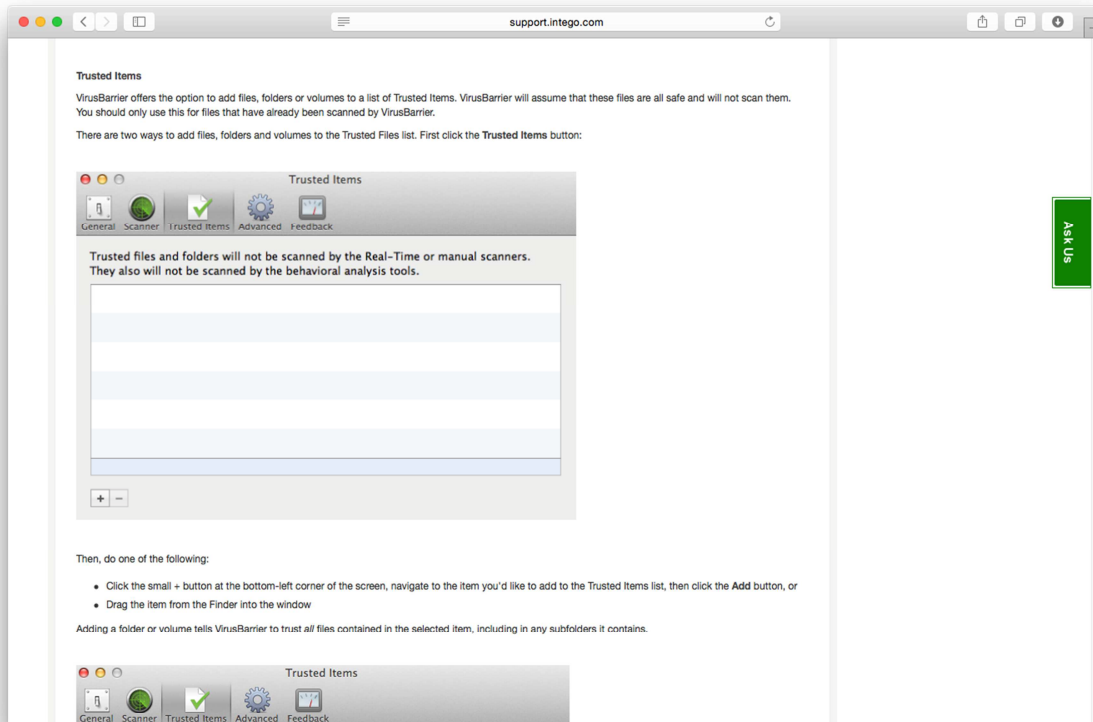 support.intego.com
Trusted Items
VirusBarrier offers the option to add files, folders or volumes to a list of Trusted Items. VirusBarrier will assume that these files are all safe and will not scan them.
You should only use this for files that have already been scanned by VirusBarrier.
There are two ways to add files, folders and volumes to the Trusted Files list. First click the Trusted Items button:
Trusted Items
General Scanner Trusted Items Advanced Feedback
Trusted files and folders will not be scanned by the Real-Time or manual scanners.
They also will not be scanned by the behavioral analysis tools.
+ −
Ask Us
Then, do one of the following:
• Click the small + button at the bottom-left corner of the screen, navigate to the item you'd like to add to the Trusted Items list, then click the Add button, or
• Drag the item from the Finder into the window
Adding a folder or volume tells VirusBarrier to trust all files contained in the selected item, including in any subfolders it contains.
Trusted Items
General Scanner Trusted Items Advanced Feedback